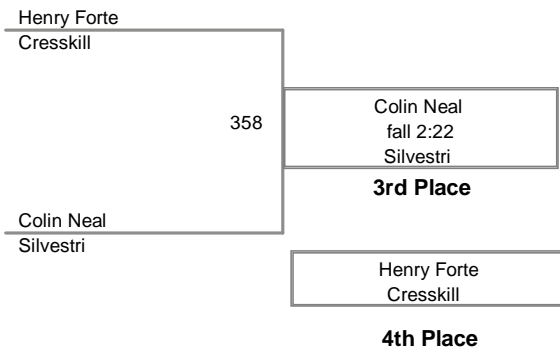 Henry Forte
Cresskill
358
Colin Neal
fall 2:22
Silvestri
3rd Place
Colin Neal
Silvestri
Henry Forte
Cresskill
4th Place